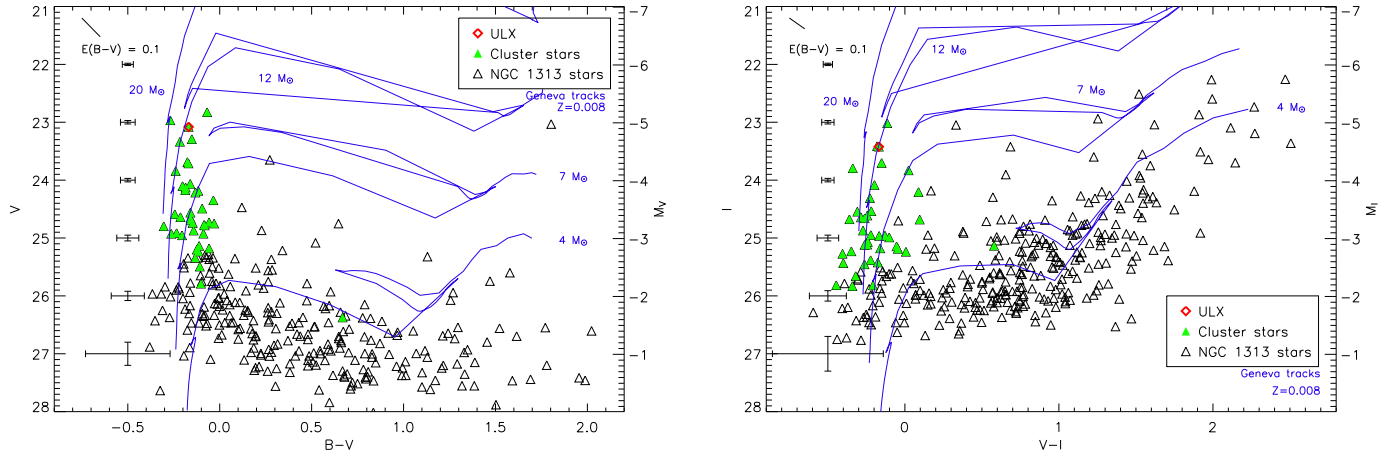 21
22
23
24
25
26
27
28
V
−0.5
0.0
0.5
1.0
1.5
2.0
B−V
−7
−6
−5
−4
−3
−2
−1
Mv
E(B−V) = 0.1
20 M⊙
12 M⊙
7 M⊙
4 M⊙
ULX
Cluster stars
NGC 1313 stars
Geneva tracks
Z=0.008
21
22
23
24
25
26
27
28
I
0
1
2
V−I
−7
−6
−5
−4
−3
−2
−1
MI
E(B−V) = 0.1
20 M⊙
12 M⊙
7 M⊙
4 M⊙
ULX
Cluster stars
NGC 1313 stars
Geneva tracks
Z=0.008